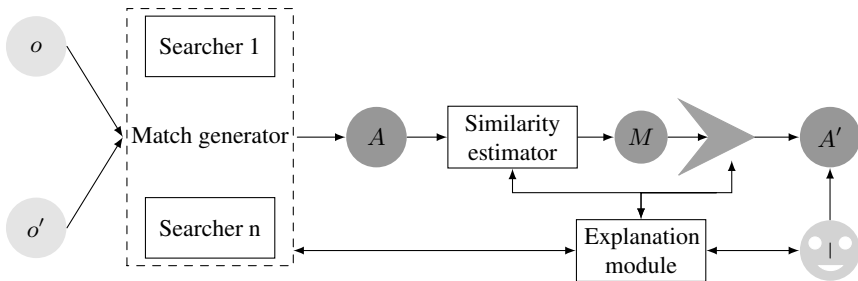 o
Searcher 1
Match generator
A
Similarity
estimator
M
A′
o′
Searcher n
Explanation
module